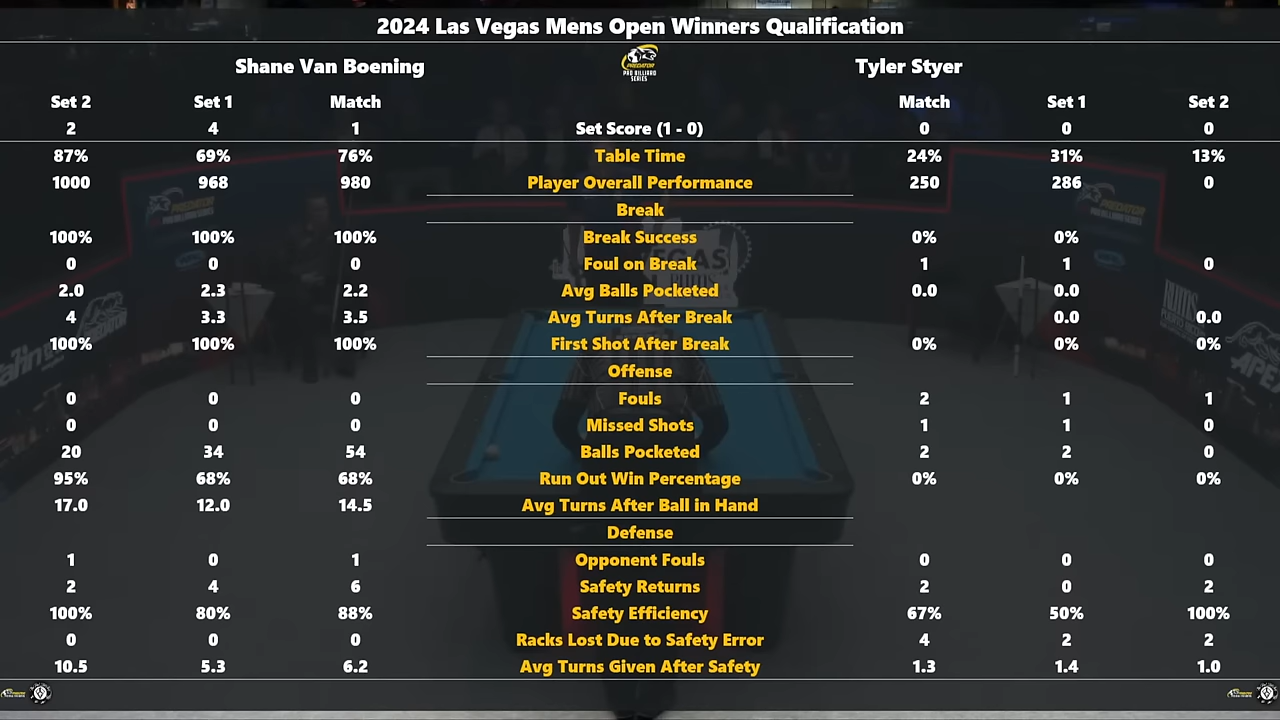 2024 Las Vegas Mens Open Winners Qualification
Shane Van Boening PREDATOR PRO BILLIARD SERIES Tyler Styer
Set 2 Set 1 Match Match Set 1 Set 2
2 4 1 Set Score (1 - 0) 0 0 0
87% 69% 76% Table Time 24% 31% 13%
1000 968 980 Player Overall Performance 250 286 0
Break
100% 100% 100% Break Success 0% 0%
0 0 0 Foul on Break 1 1 0
2.0 2.3 2.2 Avg Balls Pocketed 0.0 0.0
4 3.3 3.5 Avg Turns After Break 0.0 0.0
100% 100% 100% First Shot After Break 0% 0% 0%
Offense
0 0 0 Fouls 2 1 1
0 0 0 Missed Shots 1 1 0
20 34 54 Balls Pocketed 2 2 0
95% 68% 68% Run Out Win Percentage 0% 0% 0%
17.0 12.0 14.5 Avg Turns After Ball in Hand
Defense
1 0 1 Opponent Fouls 0 0 0
2 4 6 Safety Returns 2 0 2
100% 80% 88% Safety Efficiency 67% 50% 100%
0 0 0 Racks Lost Due to Safety Error 4 2 2
10.5 5.3 6.2 Avg Turns Given After Safety 1.3 1.4 1.0